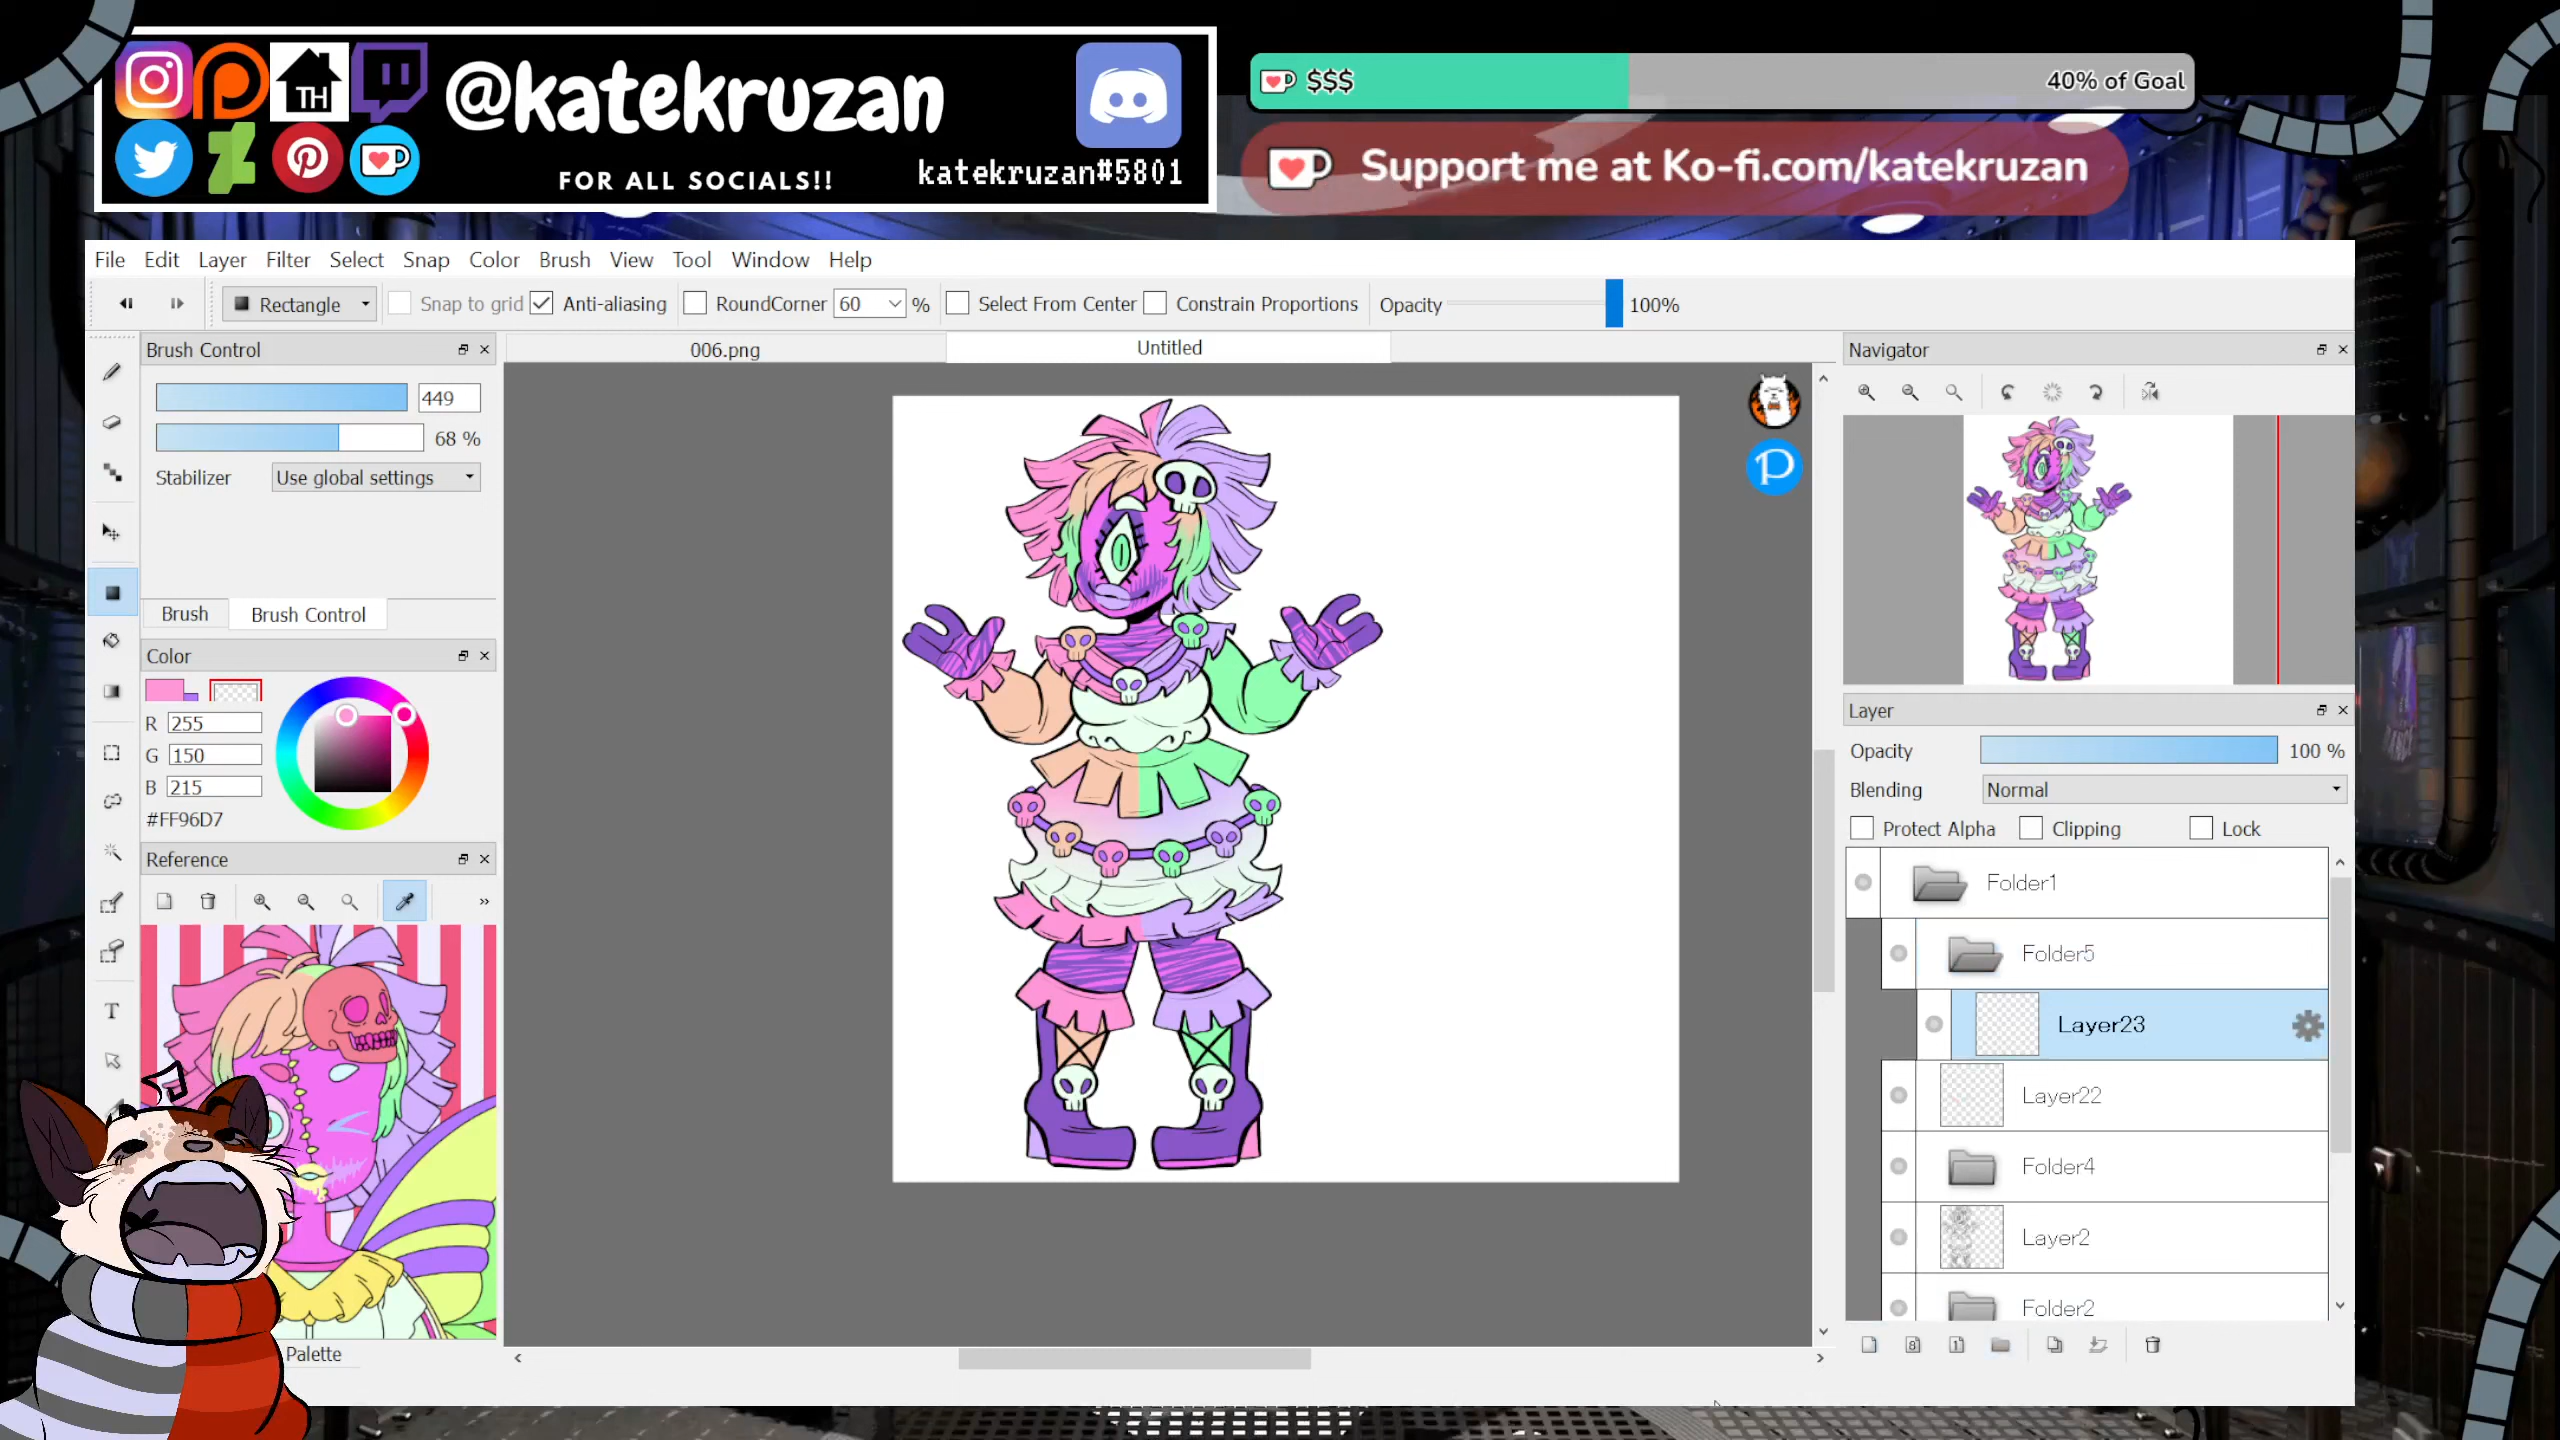 TH
@katekruzan
FOR ALL SOCIALS!!
katekruzan#5801
$$$
40% of Goal
Support me at Ko-fi.com/katekruzan
File Edit Layer Filter Select Snap Color Brush View Tool Window Help
Rectangle Snap to grid Anti-aliasing RoundCorner 60 % Select From Center Constrain Proportions Opacity 100%
Brush Control
449
68 %
Stabilizer Use global settings
Brush Brush Control
Color
R 255
G 150
B 215
#FF96D7
Reference
T
Palette
006.png
Untitled
P
Navigator
Layer
Opacity 100 %
Blending Normal
Protect Alpha Clipping Lock
Folder1
Folder5
Layer23
Layer22
Folder4
Layer2
Folder2
8
1